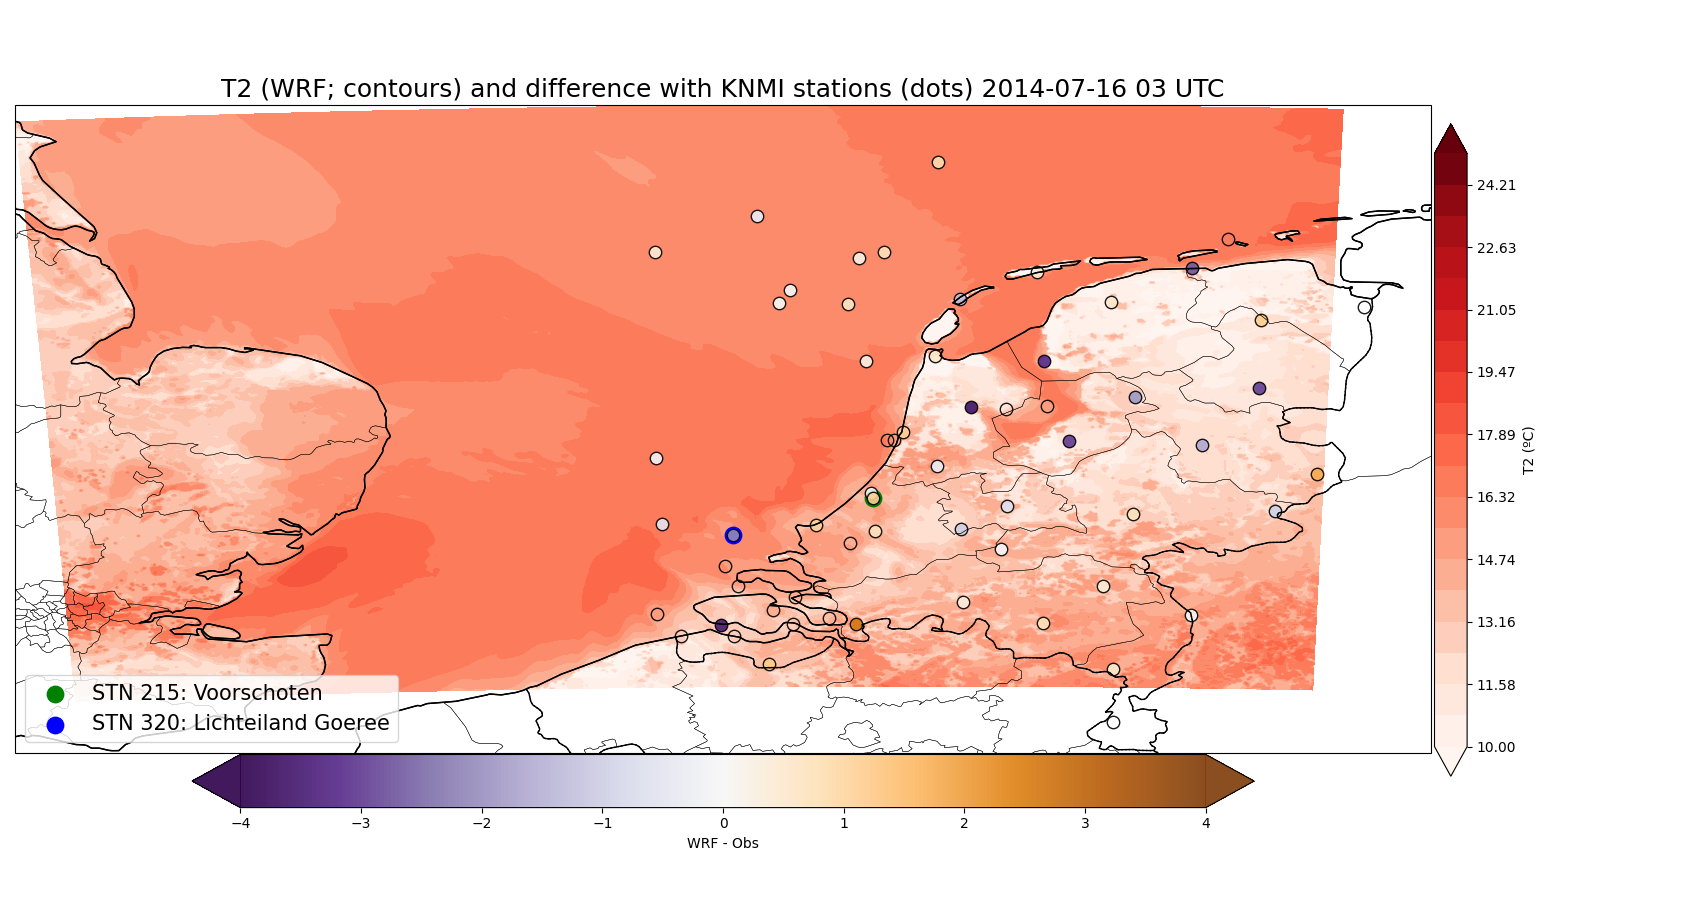 T2 (WRF; contours) and difference with KNMI stations (dots) 2014-07-16 03 UTC
24.21
22.63
21.05
19.47
17.89
16.32
14.74
13.16
11.58
10.00
T2 (ºC)
STN 215: Voorschoten
STN 320: Lichteiland Goeree
−4 −3 −2 −1 0 1 2 3 4
WRF - Obs